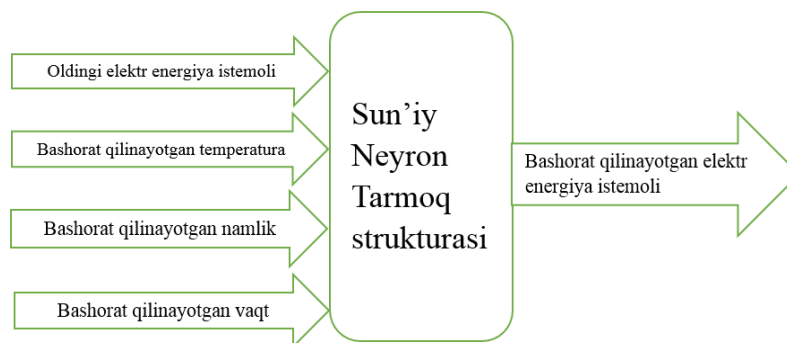 Oldingi elektr energiya istemoli
Bashorat qilinayotgan temperatura
Bashorat qilinayotgan namlik
Bashorat qilinayotgan vaqt
Sun’iy
Neyron
Tarmoq
strukturasi
Bashorat qilinayotgan elektr
energiya istemoli